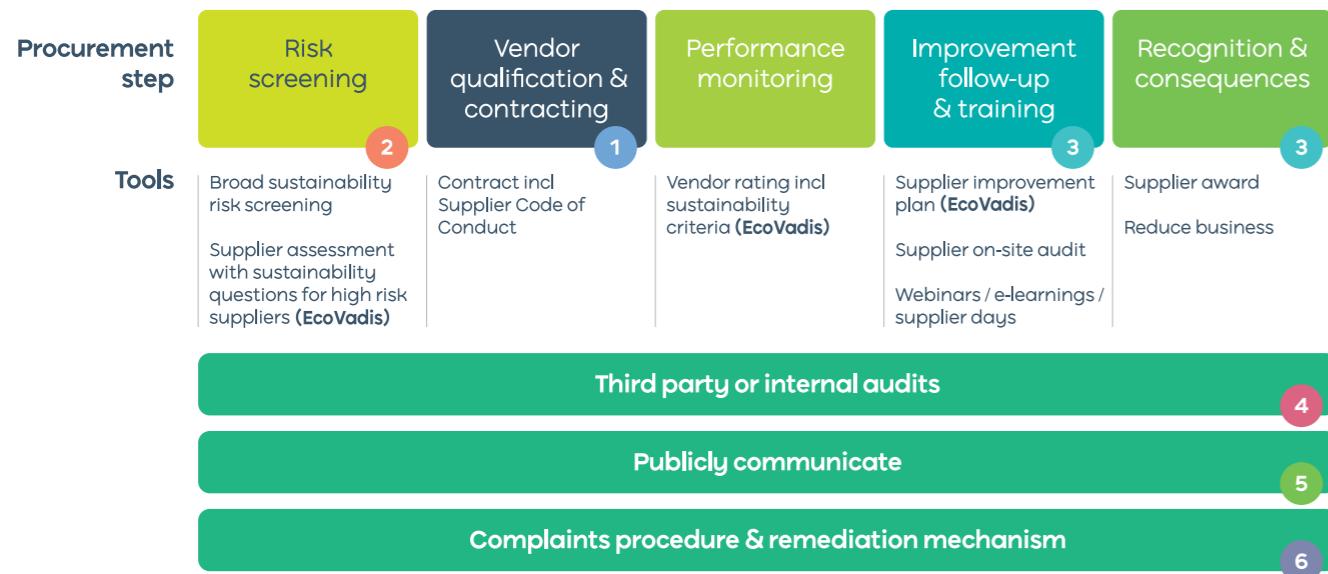 Procurement
step
Risk
screening
2
Vendor
qualification &
contracting
1
Performance
monitoring
Improvement
follow-up
& training
3
Recognition &
consequences
3
Tools
Broad sustainability
risk screening
Supplier assessment
with sustainability
questions for high risk
suppliers (EcoVadis)
Contract incl
Supplier Code of
Conduct
Vendor rating incl
sustainability
criteria (EcoVadis)
Supplier improvement
plan (EcoVadis)
Supplier on-site audit
Webinars / e-learnings /
supplier days
Supplier award
Reduce business
Third party or internal audits
4
Publicly communicate
5
Complaints procedure & remediation mechanism
6